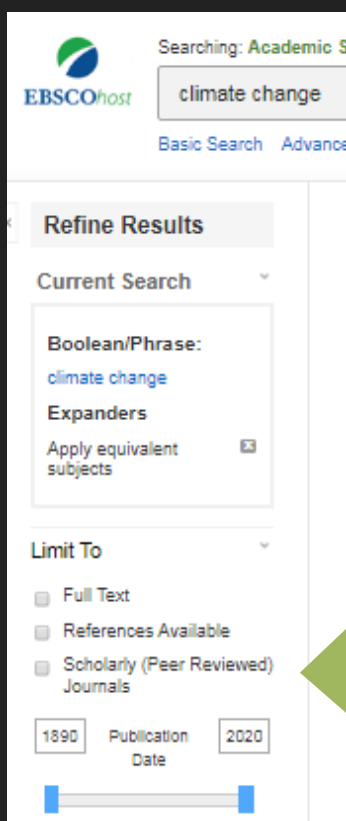 Searching: Academic S
EBSCOhost
climate change
Basic Search Advance
Refine Results
Current Search
Boolean/Phrase:
climate change
Expanders
Apply equivalent
subjects
Limit To
Full Text
References Available
Scholarly (Peer Reviewed)
Journals
1890 Publication 2020
Date